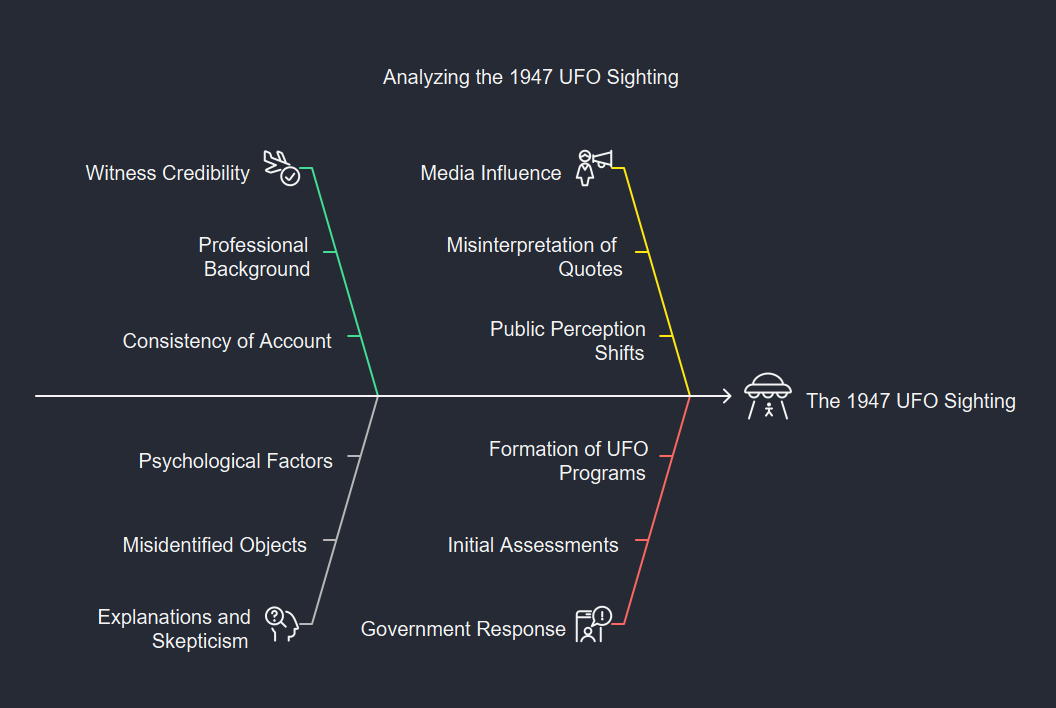 Analyzing the 1947 UFO Sighting
Witness Credibility
Professional
Background
Consistency of Account
Media Influence
Misinterpretation of
Quotes
Public Perception
Shifts
The 1947 UFO Sighting
Psychological Factors
Misidentified Objects
Explanations and
Skepticism
Formation of UFO
Programs
Initial Assessments
Government Response